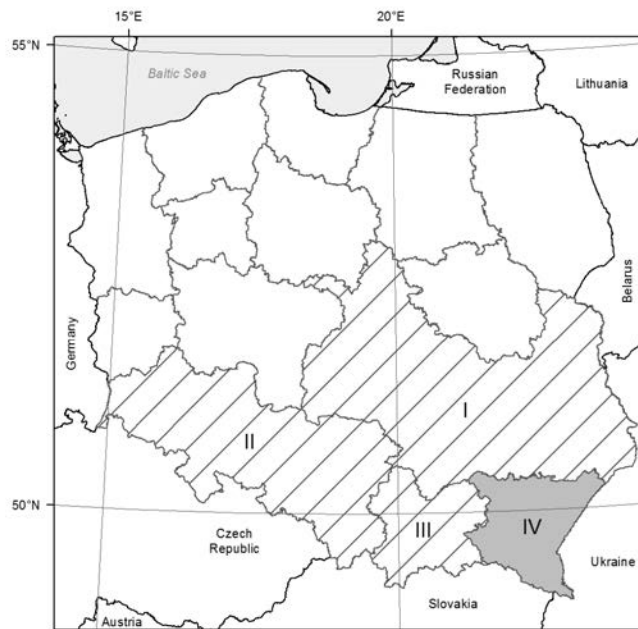 15°E
20°E
55°N
Baltic Sea
Russian
Federation
Lithuania
Belarus
Germany
I
II
50°N
III
IV
Czech
Republic
Ukraine
Slovakia
Austria